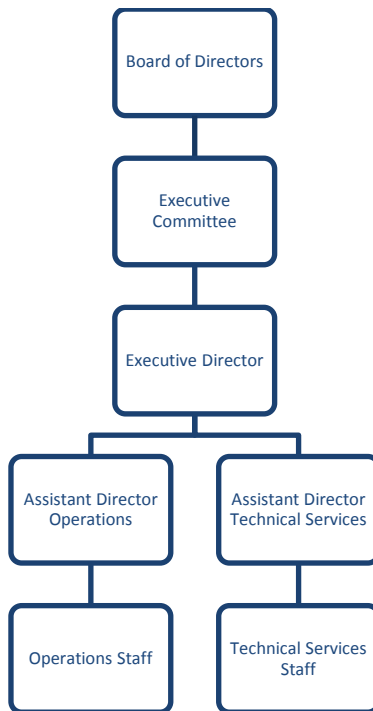 Board of Directors
Executive
Committee
Executive Director
Assistant Director
Operations
Assistant Director
Technical Services
Operations Staff
Technical Services
Staff